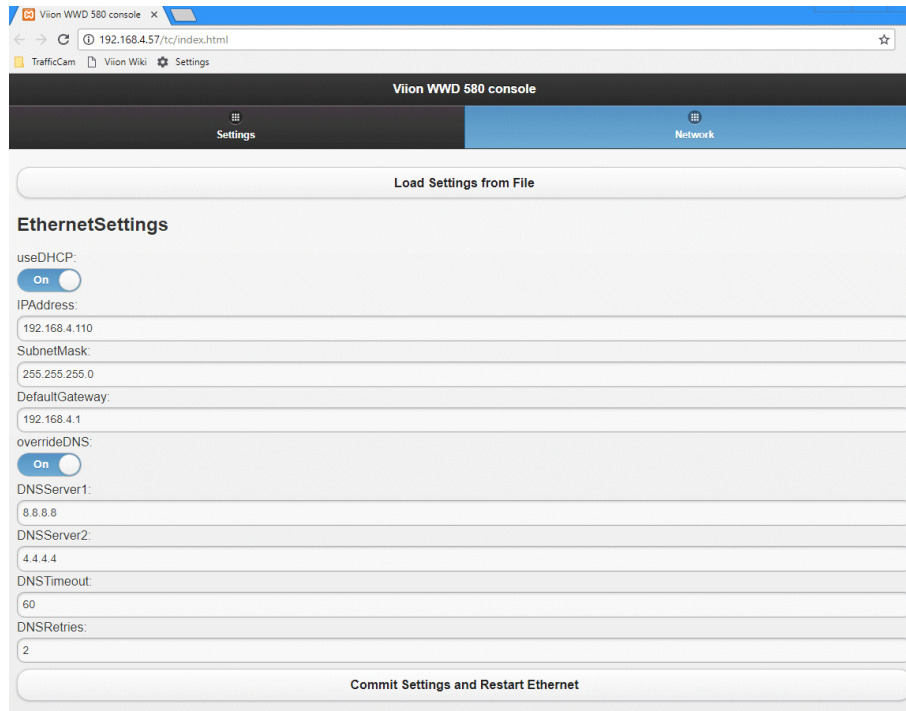 Viion WWD 580 console
192.168.4.57/tc/index.html
TrafficCam Viion Wiki Settings
Viion WWD 580 console
Settings Network
Load Settings from File
EthernetSettings
useDHCP:
On
IPAddress:
192.168.4.110
SubnetMask:
255.255.255.0
DefaultGateway:
192.168.4.1
overrideDNS:
On
DNSServer1:
8.8.8.8
DNSServer2:
4.4.4.4
DNSTimeout:
60
DNSRetries:
2
Commit Settings and Restart Ethernet